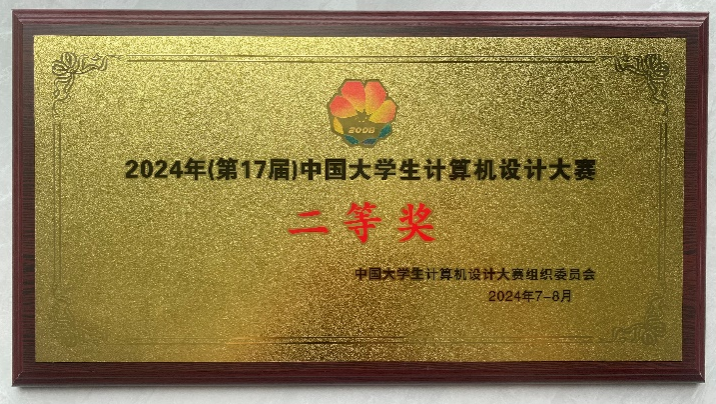 2008
2024年(第17届)中国大学生计算机设计大赛
二等奖
中国大学生计算机设计大赛组织委员会
2024年7-8月